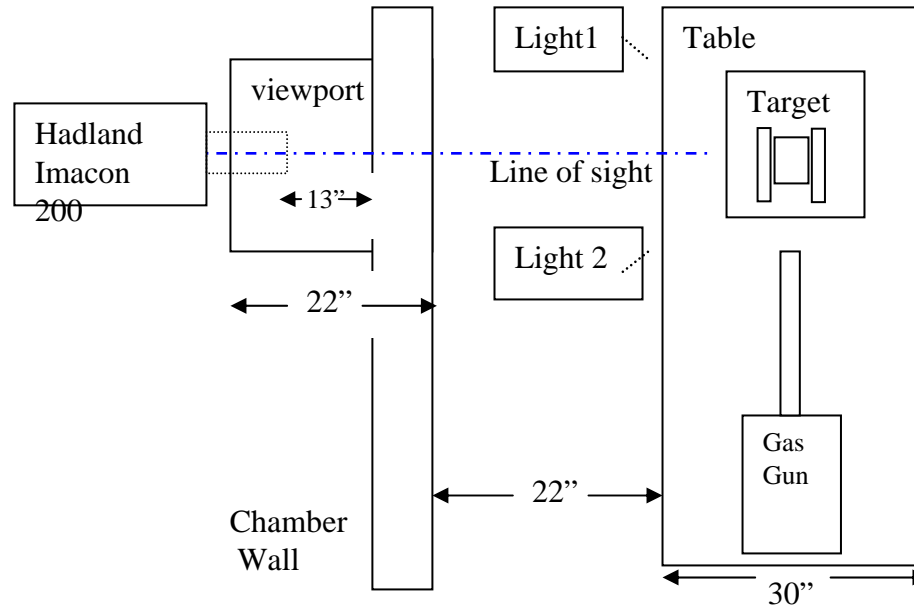 Light1
Table
viewport
Target
Hadland
Imacon
200
Line of sight
13”
Light 2
22”
Gas
Gun
22”
Chamber
Wall
30”